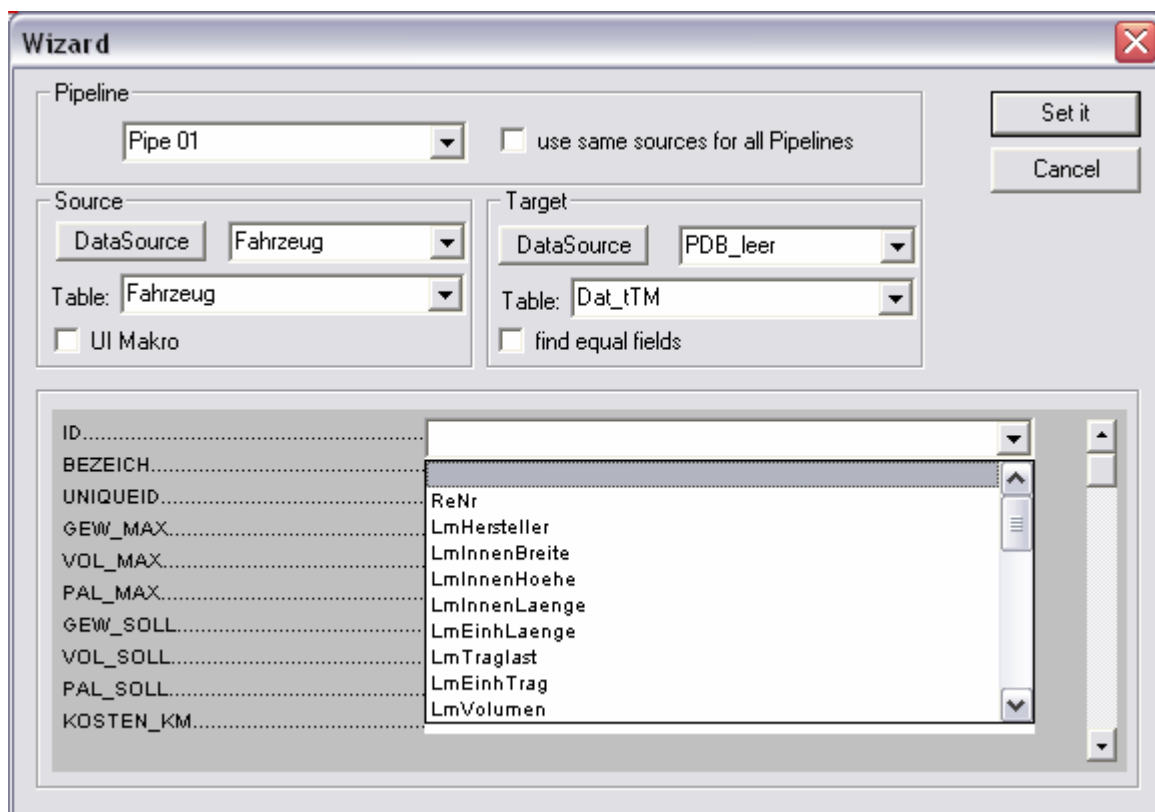 Wizard
Pipeline
Pipe 01
use same sources for all Pipelines
Set it
Cancel
Source
DataSource
Fahrzeug
Table:
Fahrzeug
UI Makro
Target
DataSource
PDB_leer
Table:
Dat_tTM
find equal fields
ID
BEZEICH
UNIQUEID
GEW_MAX
VOL_MAX
PAL_MAX
GEW_SOLL
VOL_SOLL
PAL_SOLL
KOSTEN_KM
ReNr
LmHersteller
LmInnenBreite
LmInnenHoehe
LmInnenLaenge
LmEinhLaenge
LmTraglast
LmEinhTrag
LmVolumen